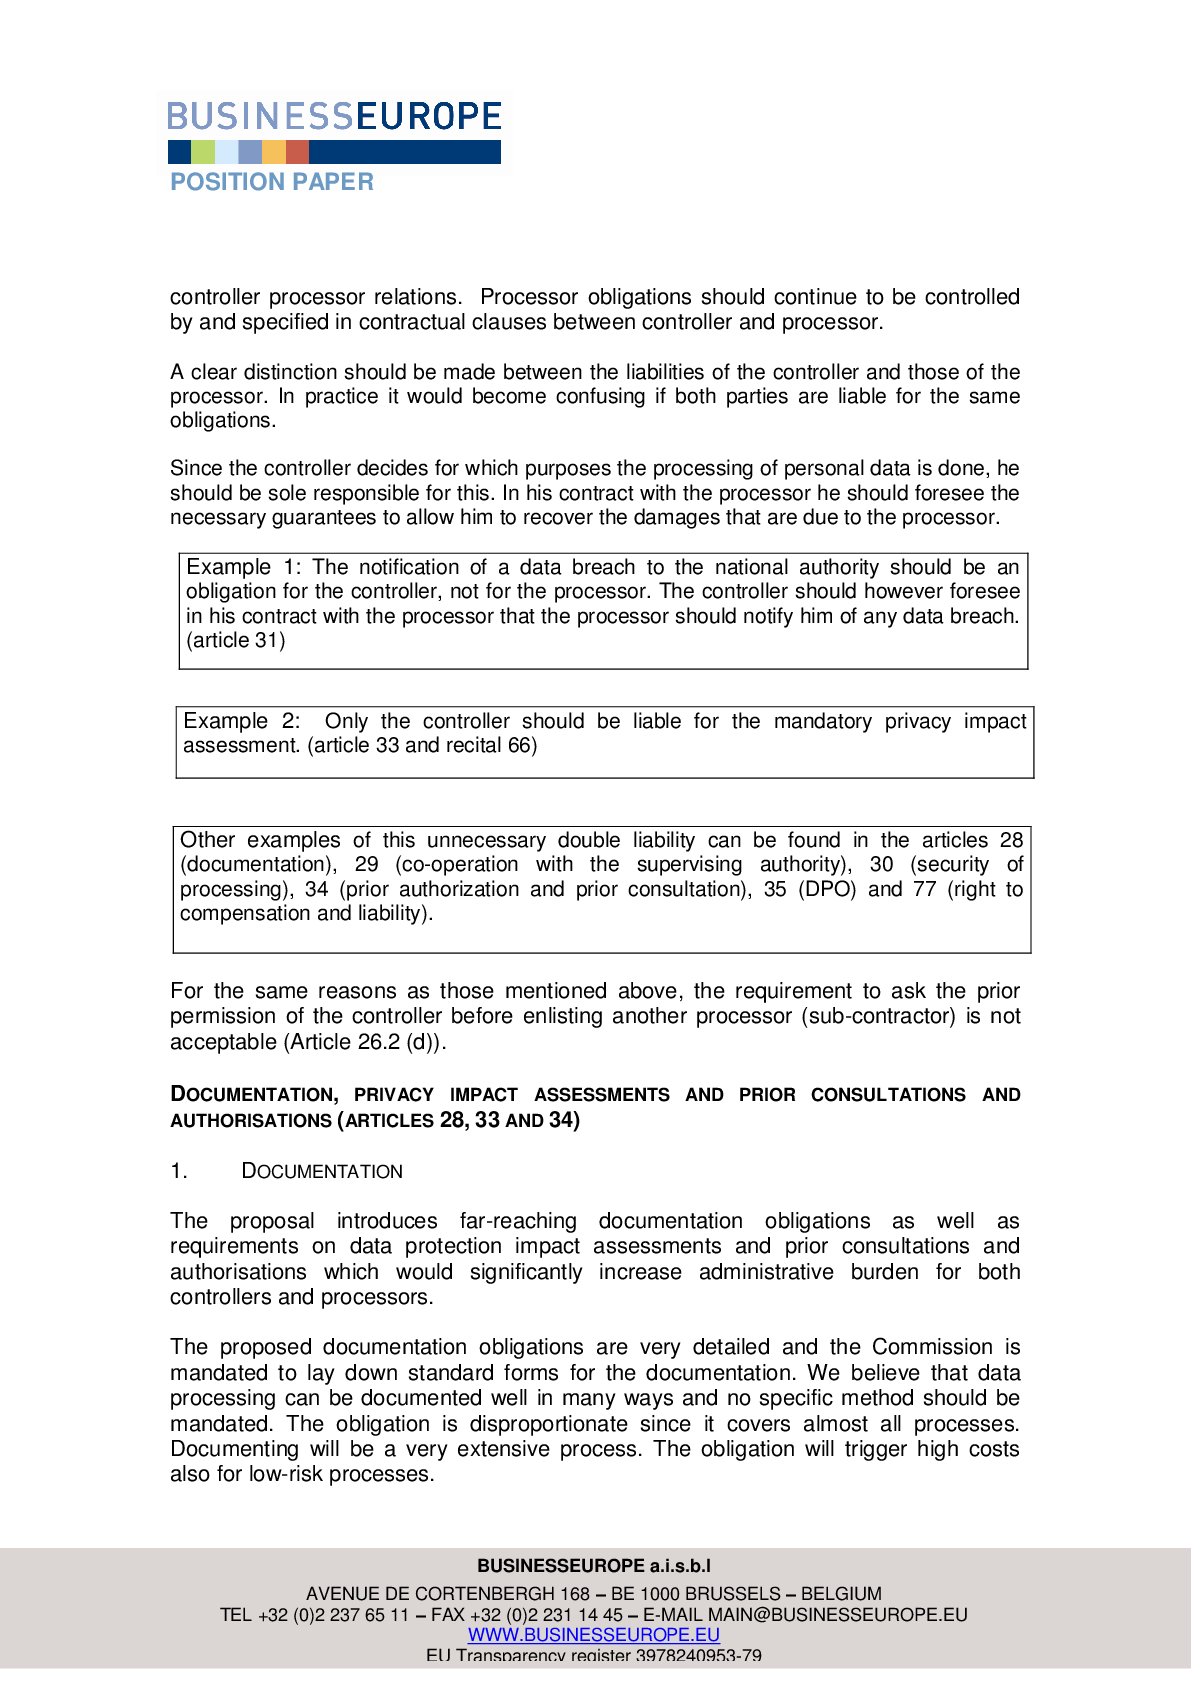 BUSINESSEUROPE
POSITION PAPER
controller processor relations.  Processor obligations should continue to be controlled
by and specified in contractual clauses between controller and processor.
A clear distinction should be made between the liabilities of the controller and those of the
processor. In practice it would become confusing if both parties are liable for the same
obligations.
Since the controller decides for which purposes the processing of personal data is done, he
should be sole responsible for this. In his contract with the processor he should foresee the
necessary guarantees to allow him to recover the damages that are due to the processor.
Example 1: The notification of a data breach to the national authority should be an
obligation for the controller, not for the processor. The controller should however foresee
in his contract with the processor that the processor should notify him of any data breach.
(article 31)
Example 2:  Only the controller should be liable for the mandatory privacy impact
assessment. (article 33 and recital 66)
Other examples of this unnecessary double liability can be found in the articles 28
(documentation), 29 (co-operation with the supervising authority), 30 (security of
processing), 34 (prior authorization and prior consultation), 35 (DPO) and 77 (right to
compensation and liability).
For the same reasons as those mentioned above, the requirement to ask the prior
permission of the controller before enlisting another processor (sub-contractor) is not
acceptable (Article 26.2 (d)).
DOCUMENTATION, PRIVACY IMPACT ASSESSMENTS AND PRIOR CONSULTATIONS AND
AUTHORISATIONS (ARTICLES 28, 33 AND 34)
1. DOCUMENTATION
The proposal introduces far-reaching documentation obligations as well as
requirements on data protection impact assessments and prior consultations and
authorisations which would significantly increase administrative burden for both
controllers and processors.
The proposed documentation obligations are very detailed and the Commission is
mandated to lay down standard forms for the documentation. We believe that data
processing can be documented well in many ways and no specific method should be
mandated. The obligation is disproportionate since it covers almost all processes.
Documenting will be a very extensive process. The obligation will trigger high costs
also for low-risk processes.
BUSINESSEUROPE a.i.s.b.l
AVENUE DE CORTENBERGH 168 – BE 1000 BRUSSELS – BELGIUM
TEL +32 (0)2 237 65 11 – FAX +32 (0)2 231 14 45 – E-MAIL MAIN@BUSINESSEUROPE.EU
WWW.BUSINESSEUROPE.EU
EU Transparency register 3978240953-79